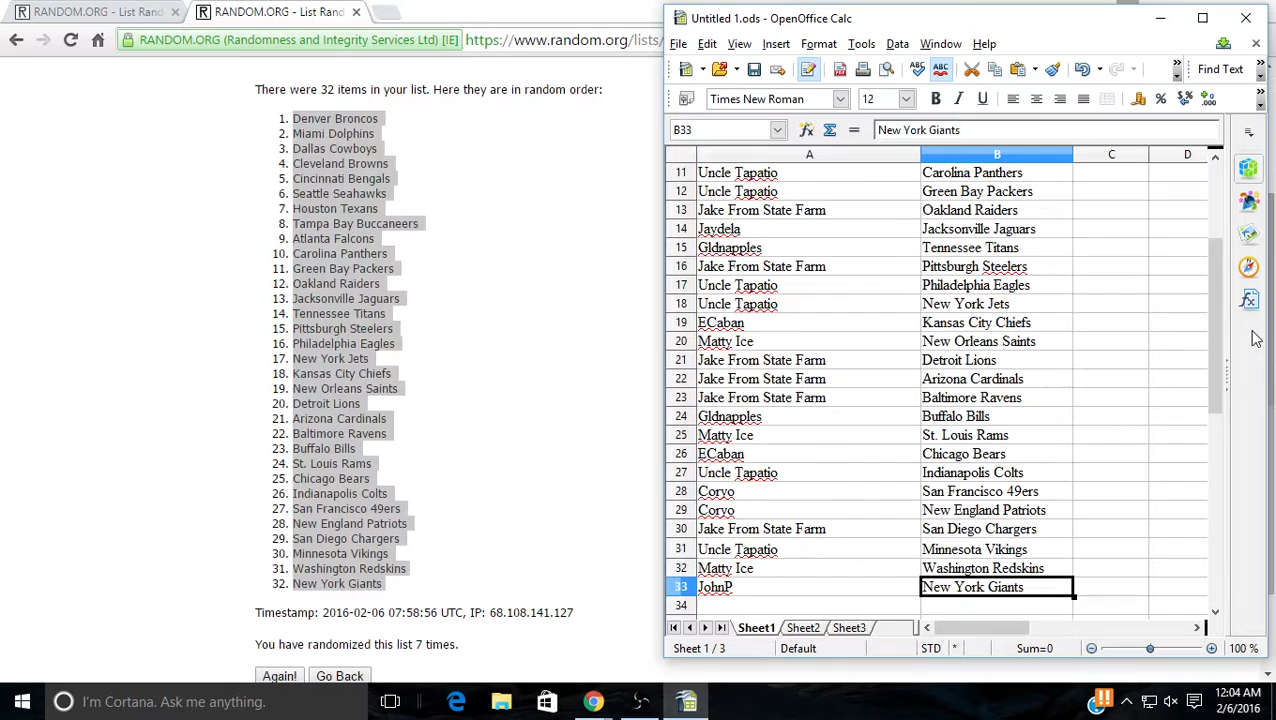 RANDOM.ORG - List Rand
RANDOM.ORG - List Rand
RANDOM.ORG (Randomness and Integrity Services Ltd) [IE]
https://www.random.org/lists/
There were 32 items in your list. Here they are in random order:
1. Denver Broncos
2. Miami Dolphins
3. Dallas Cowboys
4. Cleveland Browns
5. Cincinnati Bengals
6. Seattle Seahawks
7. Houston Texans
8. Tampa Bay Buccaneers
9. Atlanta Falcons
10. Carolina Panthers
11. Green Bay Packers
12. Oakland Raiders
13. Jacksonville Jaguars
14. Tennessee Titans
15. Pittsburgh Steelers
16. Philadelphia Eagles
17. New York Jets
18. Kansas City Chiefs
19. New Orleans Saints
20. Detroit Lions
21. Arizona Cardinals
22. Baltimore Ravens
23. Buffalo Bills
24. St. Louis Rams
25. Chicago Bears
26. Indianapolis Colts
27. San Francisco 49ers
28. New England Patriots
29. San Diego Chargers
30. Minnesota Vikings
31. Washington Redskins
32. New York Giants
Timestamp: 2016-02-06 07:58:56 UTC, IP: 68.108.141.127
You have randomized this list 7 times.
Again! Go Back
Untitled 1.ods - OpenOffice Calc
File Edit View Insert Format Tools Data Window Help
Find Text
Times New Roman 12
B33 New York Giants
A B C D
11 Uncle Tapatio Carolina Panthers
12 Uncle Tapatio Green Bay Packers
13 Jake From State Farm Oakland Raiders
14 Jaydela Jacksonville Jaguars
15 Gldnapples Tennessee Titans
16 Jake From State Farm Pittsburgh Steelers
17 Uncle Tapatio Philadelphia Eagles
18 Uncle Tapatio New York Jets
19 ECaban Kansas City Chiefs
20 Matty Ice New Orleans Saints
21 Jake From State Farm Detroit Lions
22 Jake From State Farm Arizona Cardinals
23 Jake From State Farm Baltimore Ravens
24 Gldnapples Buffalo Bills
25 Matty Ice St. Louis Rams
26 ECaban Chicago Bears
27 Uncle Tapatio Indianapolis Colts
28 Coryo San Francisco 49ers
29 Coryo New England Patriots
30 Jake From State Farm San Diego Chargers
31 Uncle Tapatio Minnesota Vikings
32 Matty Ice Washington Redskins
33 JohnP New York Giants
34
Sheet1 Sheet2 Sheet3
Sheet 1 / 3 Default STD * Sum=0 100 %
I'm Cortana. Ask me anything.
12:04 AM
2/6/2016